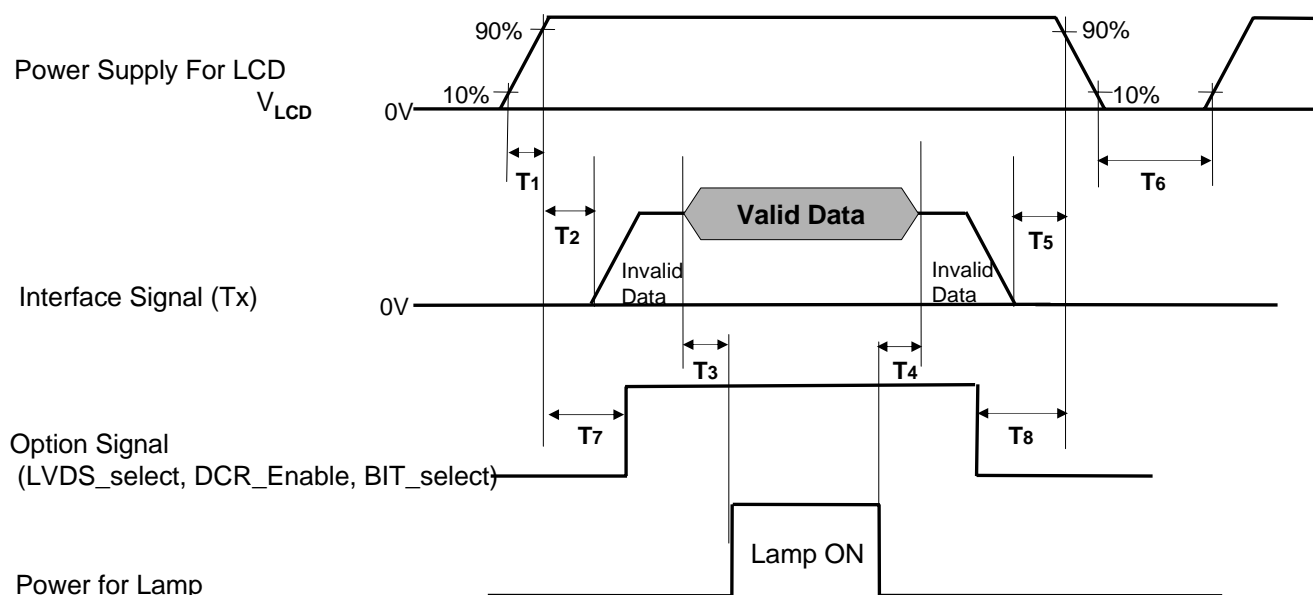 90%
90%
Power Supply For LCD
VLCD
10%
10%
0V
T1
T6
Valid Data
T2
T5
Invalid
Data
Invalid
Data
Interface Signal (Tx)
0V
T3
T4
T7
T8
Option Signal
(LVDS_select, DCR_Enable, BIT_select)
Lamp ON
Power for Lamp